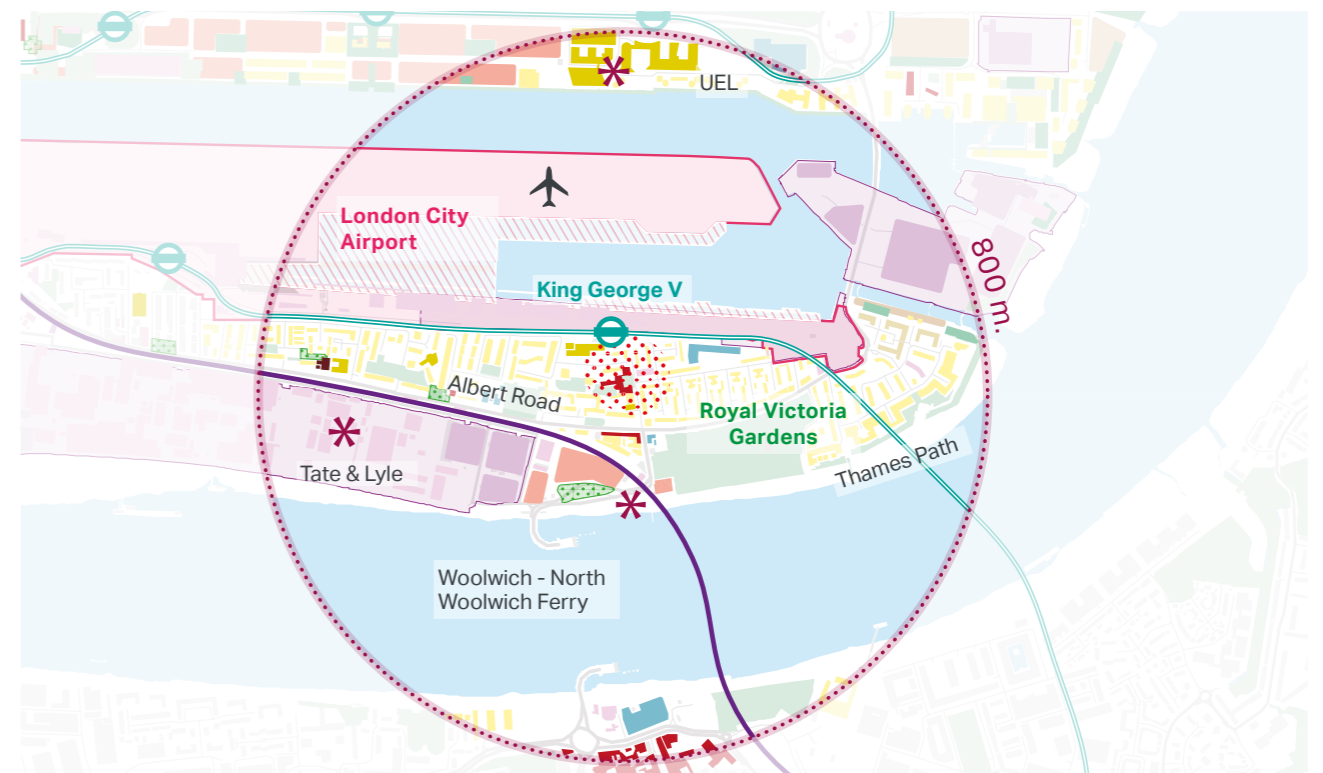 UEL
London City
Airport
800 m.
King George V
Albert Road
Royal Victoria
Gardens
Thames Path
Tate & Lyle
Woolwich - North
Woolwich Ferry